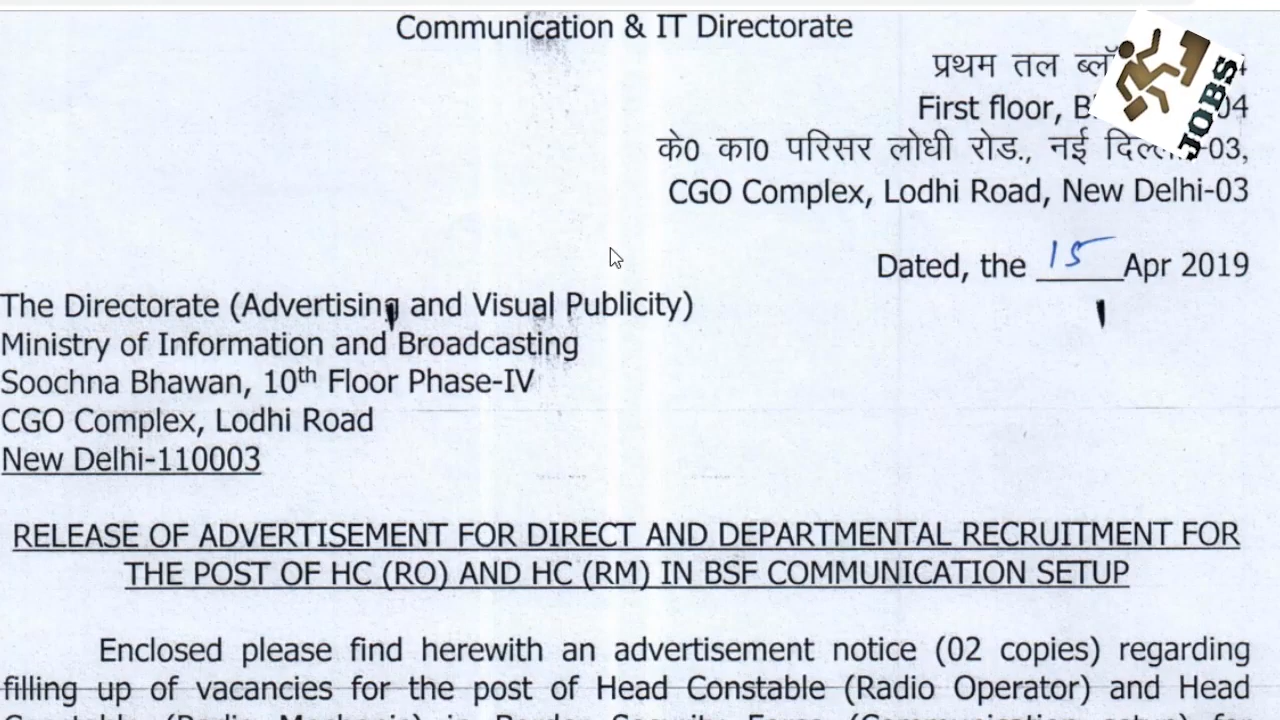 Communication & IT Directorate
प्रथम तल
First floor, 04
JOBS
के0 का0 परिसर लोधी रोड., नई -03,
CGO Complex, Lodhi Road, New Delhi-03
Dated, the 15 Apr 2019
The Directorate (Advertising and Visual Publicity)
Ministry of Information and Broadcasting
Soochna Bhawan, 10th Floor Phase-IV
CGO Complex, Lodhi Road
New Delhi-110003
RELEASE OF ADVERTISEMENT FOR DIRECT AND DEPARTMENTAL RECRUITMENT FOR
THE POST OF HC (RO) AND HC (RM) IN BSF COMMUNICATION SETUP
Enclosed please find herewith an advertisement notice (02 copies) regarding
filling up of vacancies for the post of Head Constable (Radio Operator) and Head